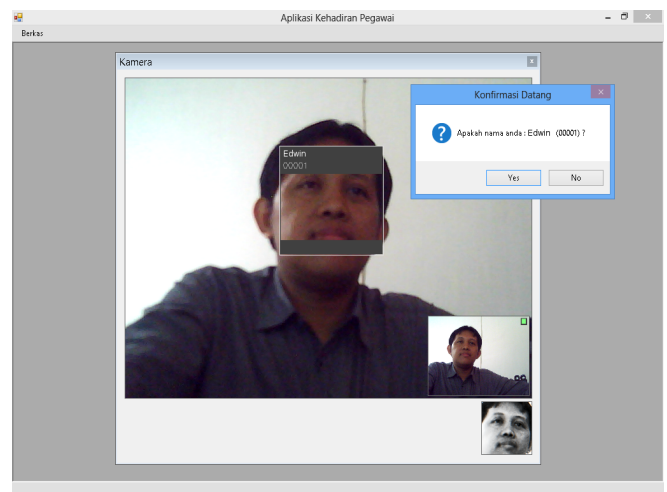 Aplikasi Kehadiran Pegawai
Berkas
Kamera
Konfirmasi Datang
Apakah nama anda : Edwin (00001) ?
Yes
No
Edwin
00001